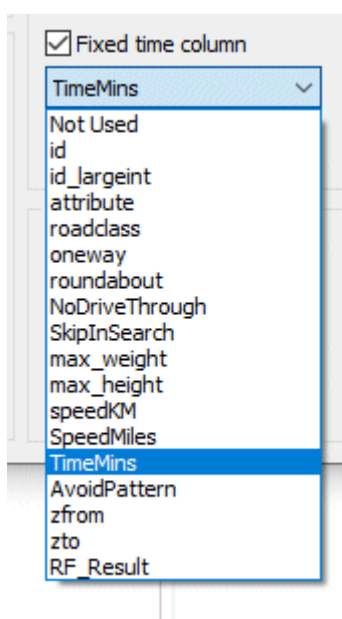 Fixed time column
TimeMins
Not Used
id
id_largeint
attribute
roadclass
oneway
roundabout
NoDriveThrough
SkipInSearch
max_weight
max_height
speedKM
SpeedMiles
TimeMins
AvoidPattern
zfrom
zto
RF_Result